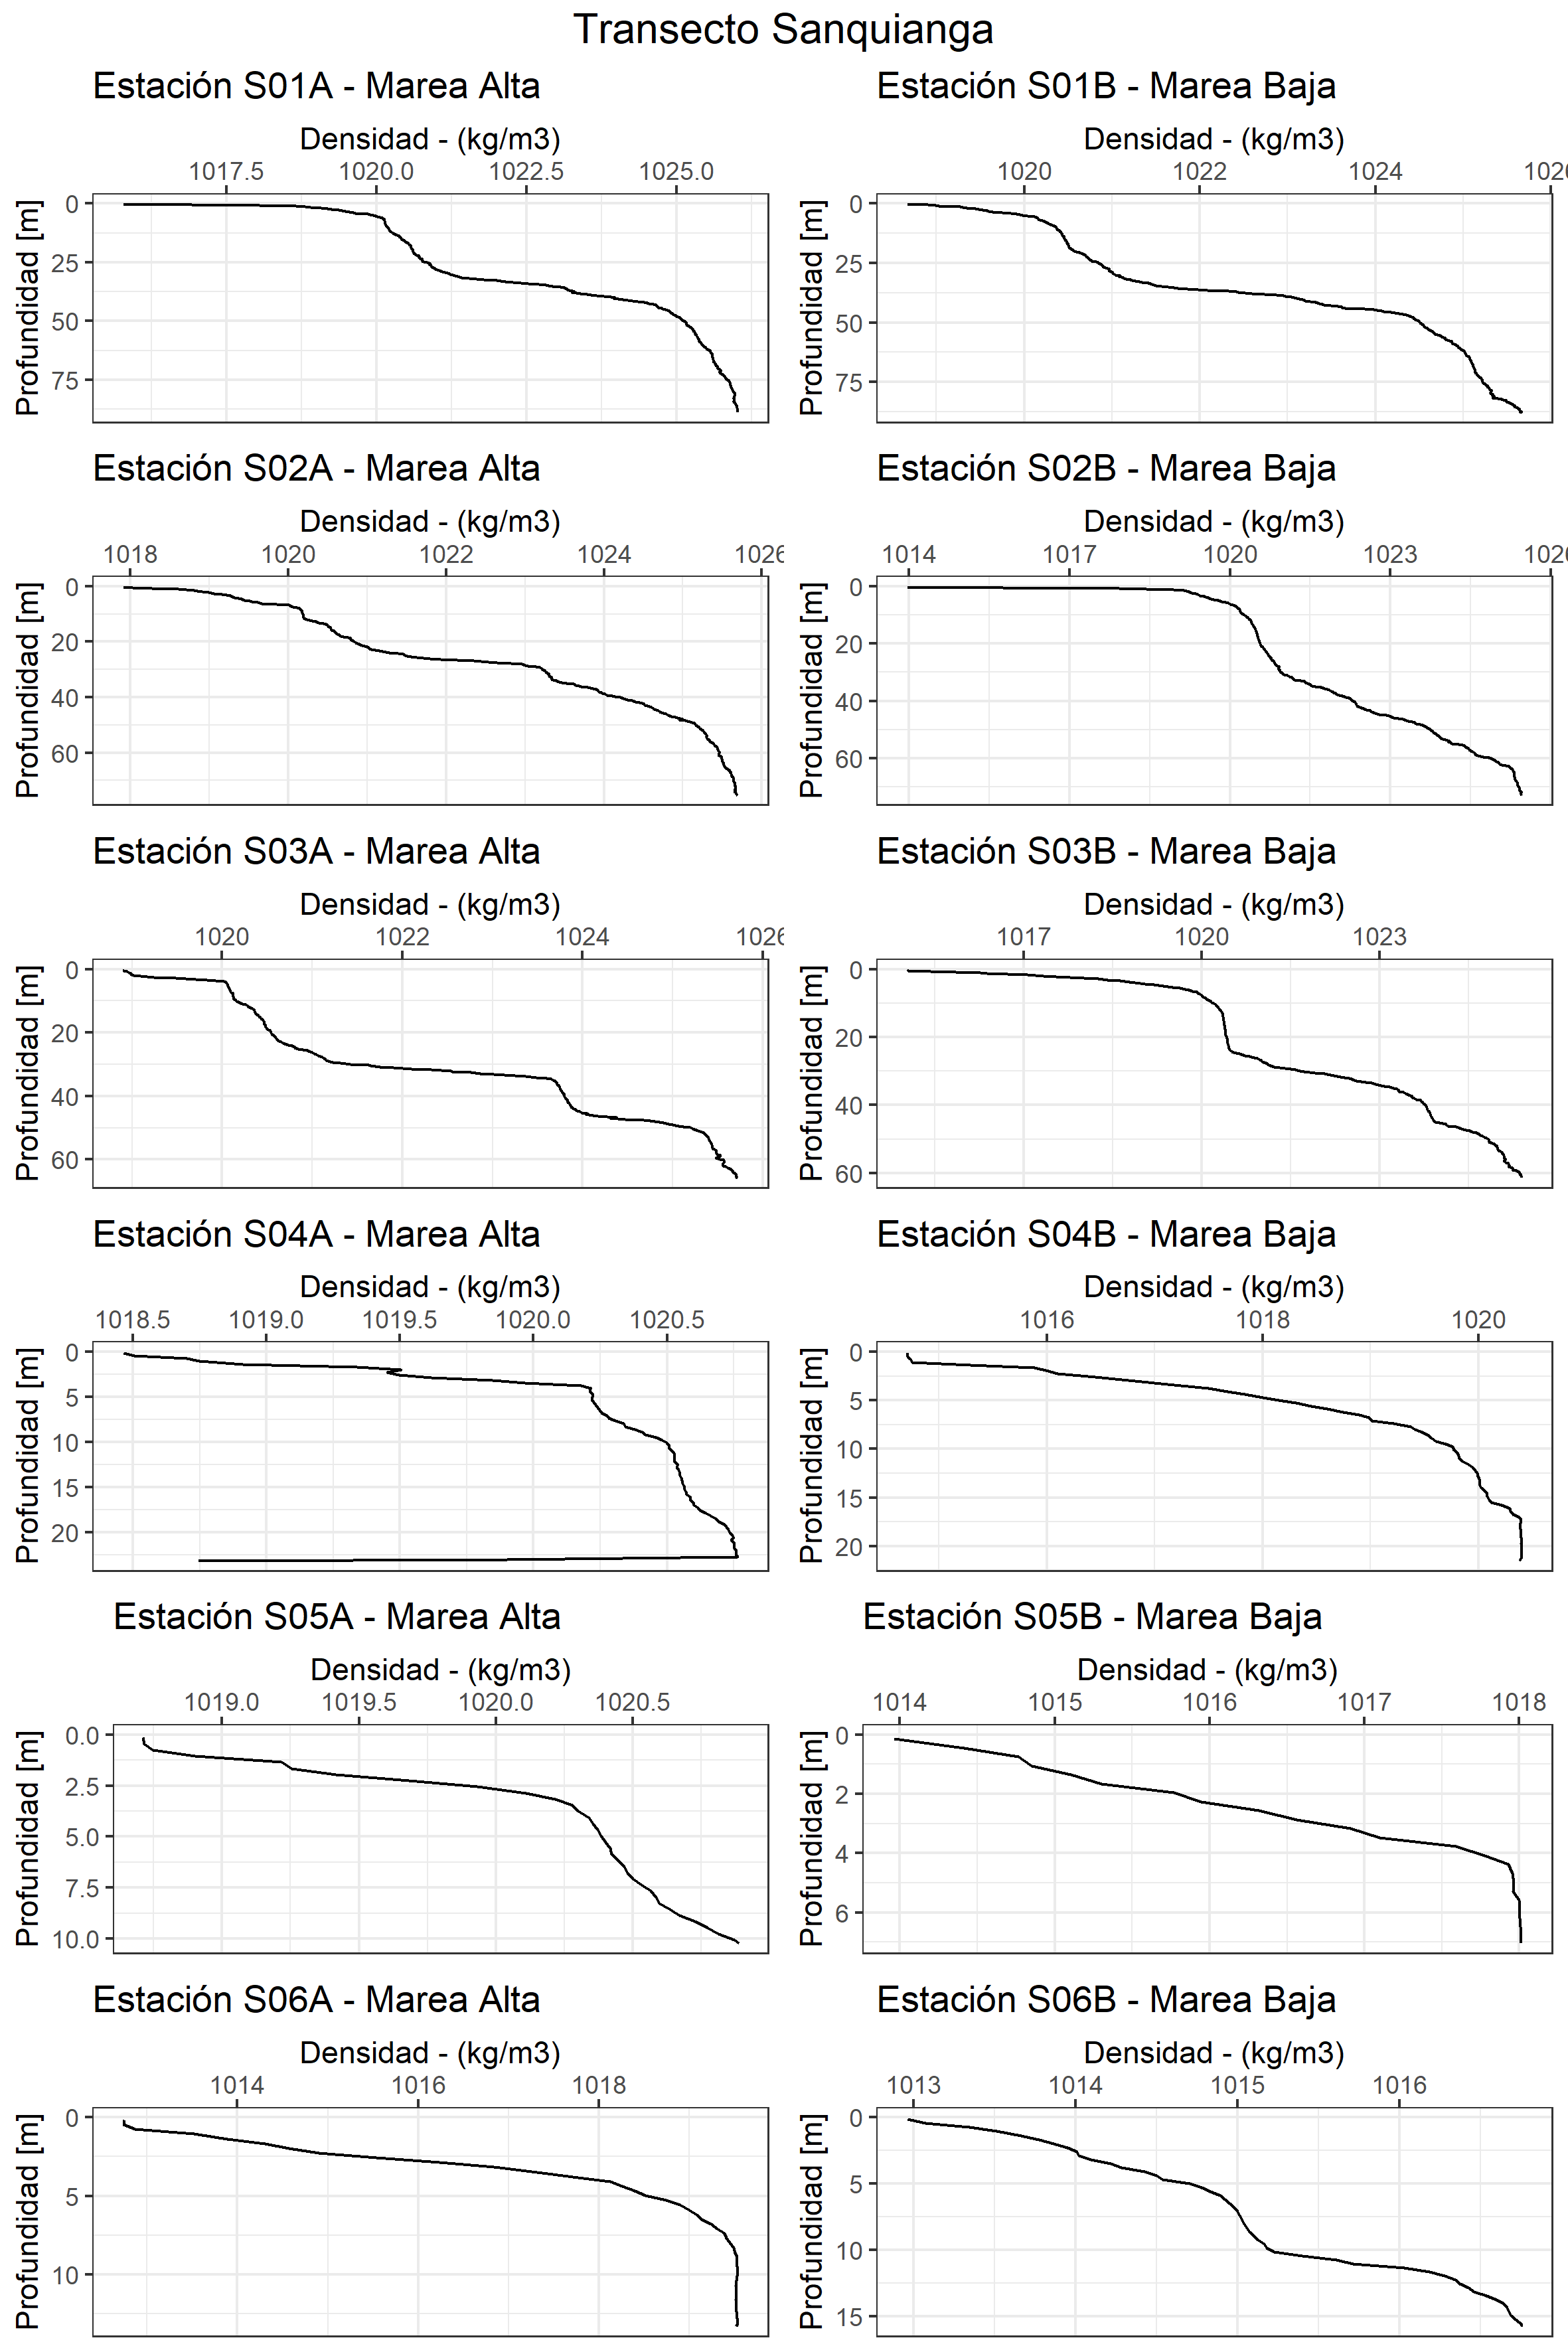 Transecto Sanquianga
Estación S01A - Marea Alta
Densidad - (kg/m3)
1017.5 1020.0 1022.5 1025.0
Profundidad [m]
0
25
50
75
Estación S01B - Marea Baja
Densidad - (kg/m3)
1020 1022 1024 102
Profundidad [m]
0
25
50
75
Estación S02A - Marea Alta
Densidad - (kg/m3)
1018 1020 1022 1024 1026
Profundidad [m]
0
20
40
60
Estación S02B - Marea Baja
Densidad - (kg/m3)
1014 1017 1020 1023 102
Profundidad [m]
0
20
40
60
Estación S03A - Marea Alta
Densidad - (kg/m3)
1020 1022 1024 1026
Profundidad [m]
0
20
40
60
Estación S03B - Marea Baja
Densidad - (kg/m3)
1017 1020 1023
Profundidad [m]
0
20
40
60
Estación S04A - Marea Alta
Densidad - (kg/m3)
1018.5 1019.0 1019.5 1020.0 1020.5
Profundidad [m]
0
5
10
15
20
Estación S04B - Marea Baja
Densidad - (kg/m3)
1016 1018 1020
Profundidad [m]
0
5
10
15
20
Estación S05A - Marea Alta
Densidad - (kg/m3)
1019.0 1019.5 1020.0 1020.5
Profundidad [m]
0.0
2.5
5.0
7.5
10.0
Estación S05B - Marea Baja
Densidad - (kg/m3)
1014 1015 1016 1017 1018
Profundidad [m]
0
2
4
6
Estación S06A - Marea Alta
Densidad - (kg/m3)
1014 1016 1018
Profundidad [m]
0
5
10
Estación S06B - Marea Baja
Densidad - (kg/m3)
1013 1014 1015 1016
Profundidad [m]
0
5
10
15